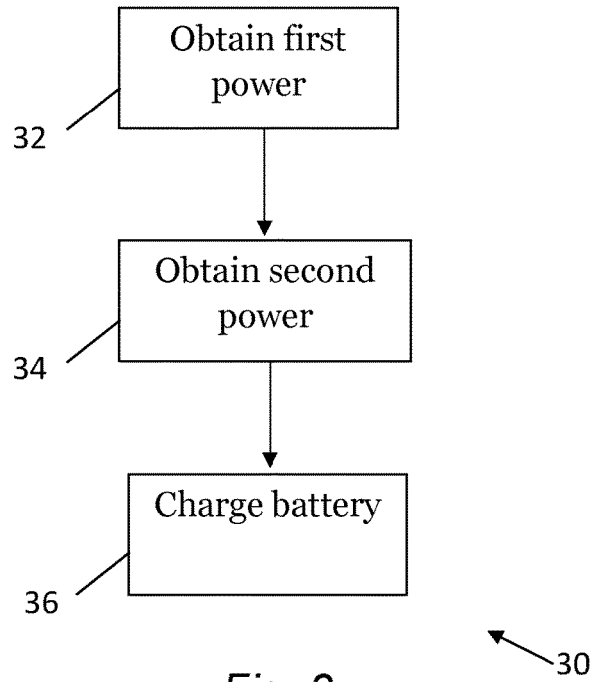 Obtain first
power
32
Obtain second
power
34
Charge battery
36
30